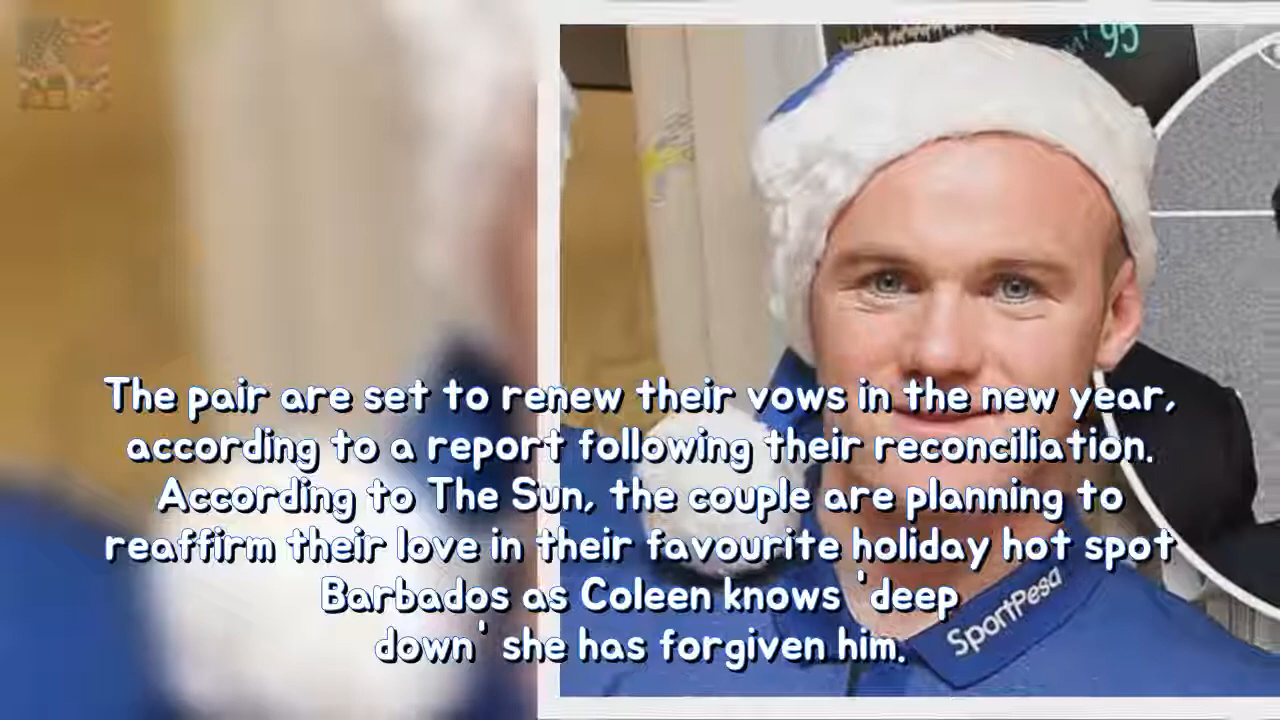 95
The pair are set to renew their vows in the new year,
according to a report following their reconciliation.
According to The Sun, the couple are planning to
reaffirm their love in their favourite holiday hot spot
Barbados as Coleen knows 'deep
down' she has forgiven him.
SportPesa